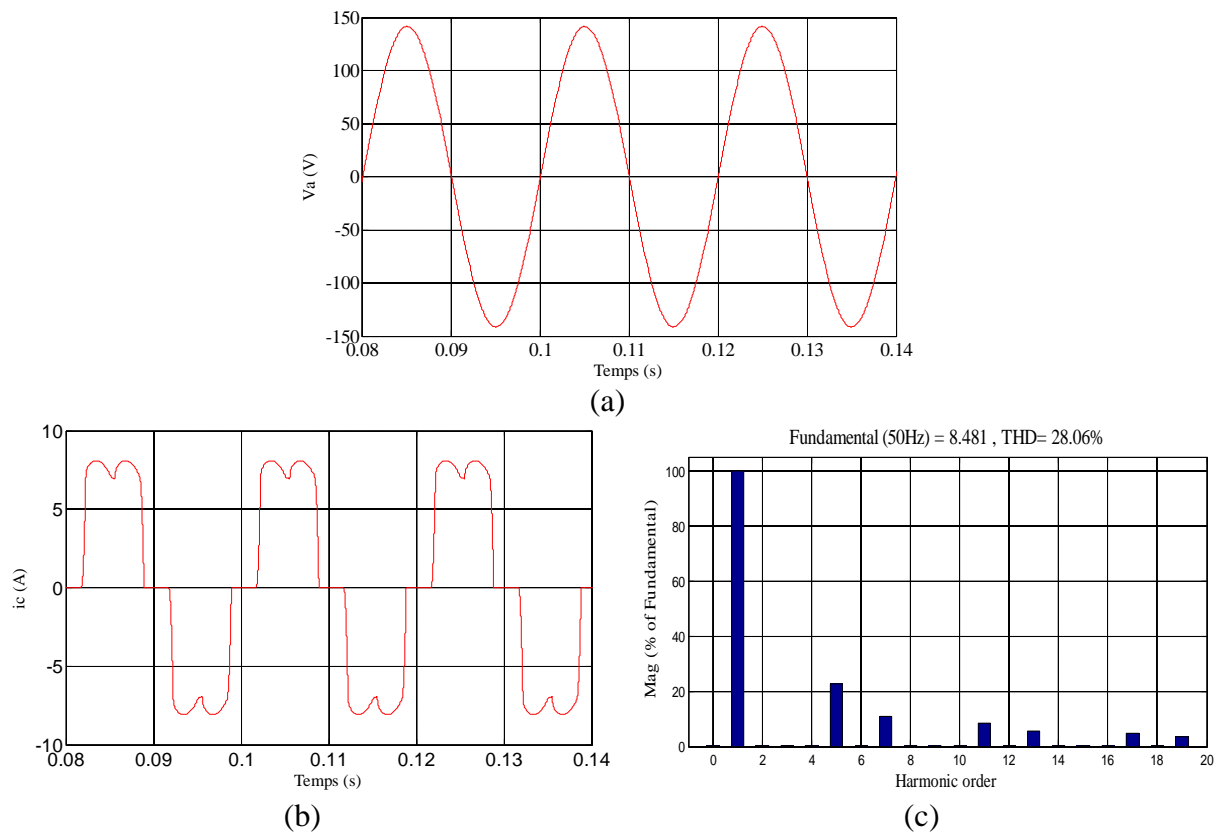 150
100
50
0
-50
-100
-150
Va (V)
0.08 0.09 0.1 0.11 0.12 0.13 0.14
Temps (s)
(a)
10
5
0
-5
-10
ic (A)
0.08 0.09 0.1 0.11 0.12 0.13 0.14
Temps (s)
(b)
Fundamental (50Hz) = 8.481 , THD= 28.06%
100
80
60
40
20
0
Mag (% of Fundamental)
0 2 4 6 8 10 12 14 16 18 20
Harmonic order
(c)